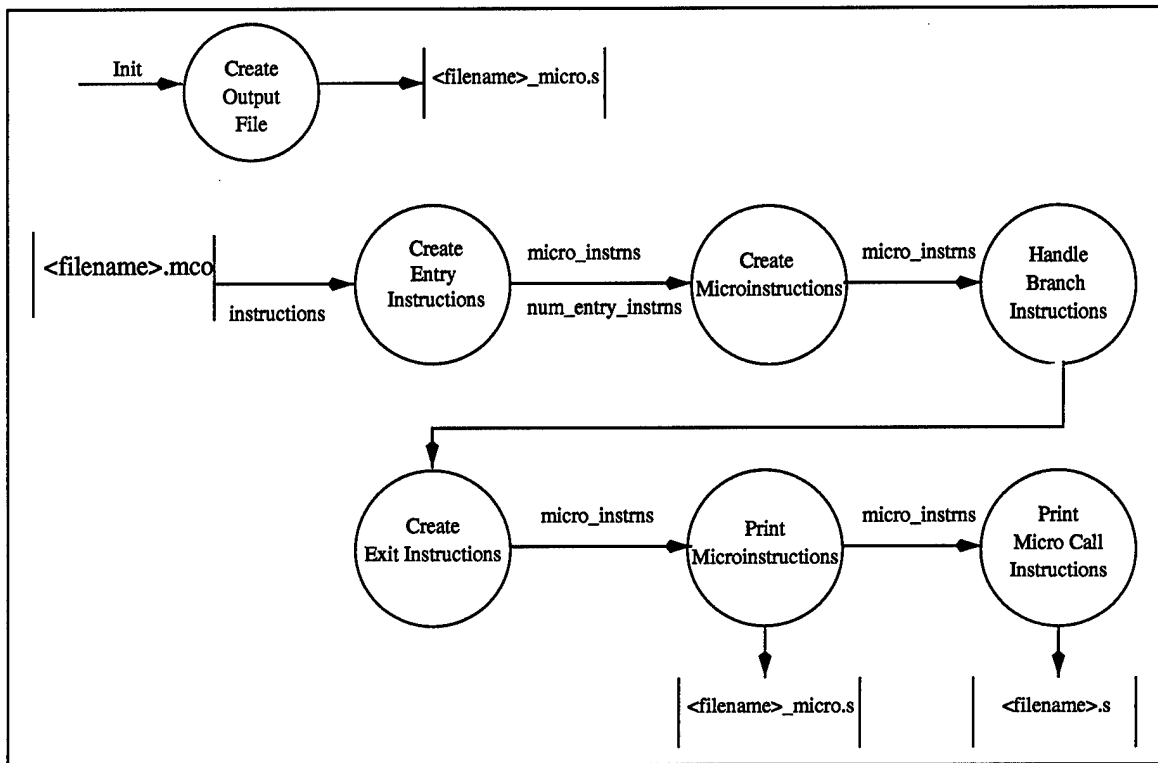 Init
Create
Output
File
<filename>_micro.s
<filename>.mco
instructions
Create
Entry
Instructions
micro_instrns
num_entry_instrns
Create
Microinstructions
micro_instrns
Handle
Branch
Instructions
Create
Exit Instructions
micro_instrns
Print
Microinstructions
micro_instrns
Print
Micro Call
Instructions
<filename>_micro.s
<filename>.s